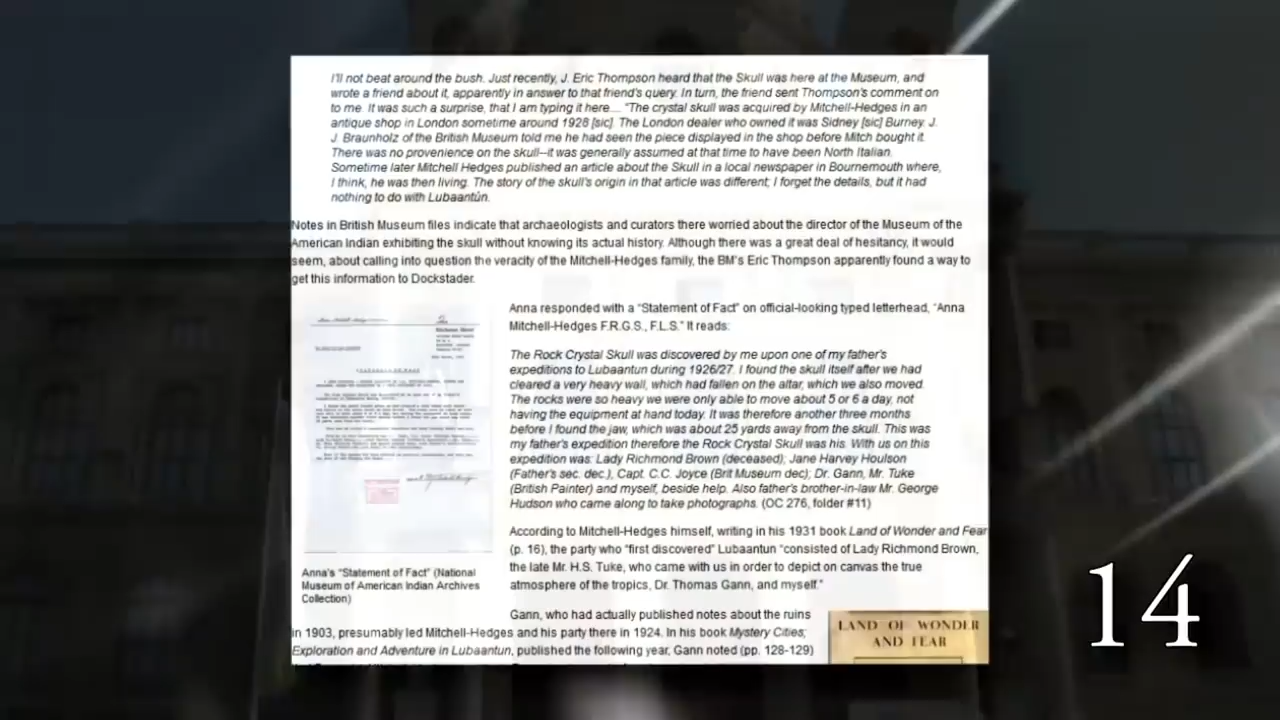 I'll not beat around the bush. Just recently, J. Eric Thompson heard that the Skull was here at the Museum, and
wrote a friend about it, apparently in answer to that friend's query. In turn, the friend sent Thompson's comment on
to me. It was such a surprise, that I am typing it here.... "The crystal skull was acquired by Mitchell-Hedges in an
antique shop in London sometime around 1928 [sic]. The London dealer who owned it was Sidney [sic] Burney. J.
J. Braunholz of the British Museum told me he had seen the piece displayed in the shop before Mitch bought it.
There was no provenience on the skull--it was generally assumed at that time to have been North Italian.
Sometime later Mitchell Hedges published an article about the Skull in a local newspaper in Bournemouth where,
I think, he was then living. The story of the skull's origin in that article was different; I forget the details, but it had
nothing to do with Lubaantún.
Notes in British Museum files indicate that archaeologists and curators there worried about the director of the Museum of the
American Indian exhibiting the skull without knowing its actual history. Although there was a great deal of hesitancy, it would
seem, about calling into question the veracity of the Mitchell-Hedges family, the BM's Eric Thompson apparently found a way to
get this information to Dockstader.
Anna responded with a "Statement of Fact" on official-looking typed letterhead, "Anna
Mitchell-Hedges F.R.G.S., F.L.S." It reads:
The Rock Crystal Skull was discovered by me upon one of my father's
expeditions to Lubaantun during 1926/27. I found the skull itself after we had
cleared a very heavy wall, which had fallen on the altar, which we also moved.
The rocks were so heavy we were only able to move about 5 or 6 a day, not
having the equipment at hand today. It was therefore another three months
before I found the jaw, which was about 25 yards away from the skull. This was
my father's expedition therefore the Rock Crystal Skull was his. With us on this
expedition was: Lady Richmond Brown (deceased); Jane Harvey Houlson
(Father's sec. dec.), Capt. C.C. Joyce (Brit Museum dec); Dr. Gann, Mr. Tuke
(British Painter) and myself, beside help. Also father's brother-in-law Mr. George
Hudson who came along to take photographs. (OC 276, folder #11)
According to Mitchell-Hedges himself, writing in his 1931 book Land of Wonder and Fear
(p. 16), the party who "first discovered" Lubaantun "consisted of Lady Richmond Brown,
the late Mr. H.S. Tuke, who came with us in order to depict on canvas the true
atmosphere of the tropics, Dr. Thomas Gann, and myself."
Anna's "Statement of Fact" (National
Museum of American Indian Archives
Collection)
Gann, who had actually published notes about the ruins
in 1903, presumably led Mitchell-Hedges and his party there in 1924. In his book Mystery Cities;
Exploration and Adventure in Lubaantun, published the following year, Gann noted (pp. 128-129)
LAND OF WONDER
AND FEAR
14